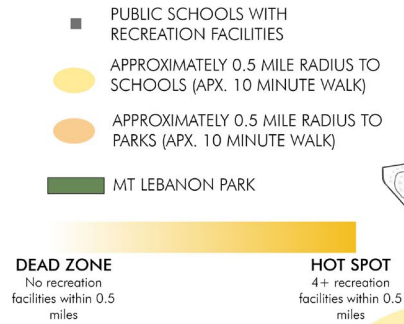 PUBLIC SCHOOLS WITH
RECREATION FACILITIES
APPROXIMATELY 0.5 MILE RADIUS TO
SCHOOLS (APX. 10 MINUTE WALK)
APPROXIMATELY 0.5 MILE RADIUS TO
PARKS (APX. 10 MINUTE WALK)
MT LEBANON PARK
DEAD ZONE
No recreation
facilities within 0.5
miles
HOT SPOT
4+ recreation
facilities within 0.5
miles